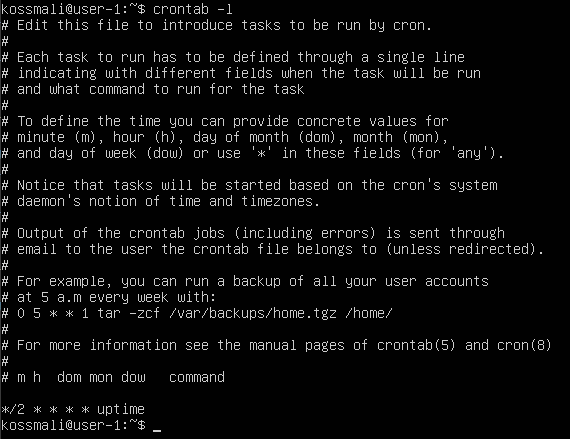 kossmali@user-1:~$ crontab -l
# Edit this file to introduce tasks to be run by cron.
#
# Each task to run has to be defined through a single line
# indicating with different fields when the task will be run
# and what command to run for the task
#
# To define the time you can provide concrete values for
# minute (m), hour (h), day of month (dom), month (mon),
# and day of week (dow) or use '*' in these fields (for 'any').
#
# Notice that tasks will be started based on the cron's system
# daemon's notion of time and timezones.
#
# Output of the crontab jobs (including errors) is sent through
# email to the user the crontab file belongs to (unless redirected).
#
# For example, you can run a backup of all your user accounts
# at 5 a.m every week with:
# 0 5 * * 1 tar -zcf /var/backups/home.tgz /home/
#
# For more information see the manual pages of crontab(5) and cron(8)
#
# m h  dom mon dow   command

*/2 * * * * uptime
kossmali@user-1:~$ _